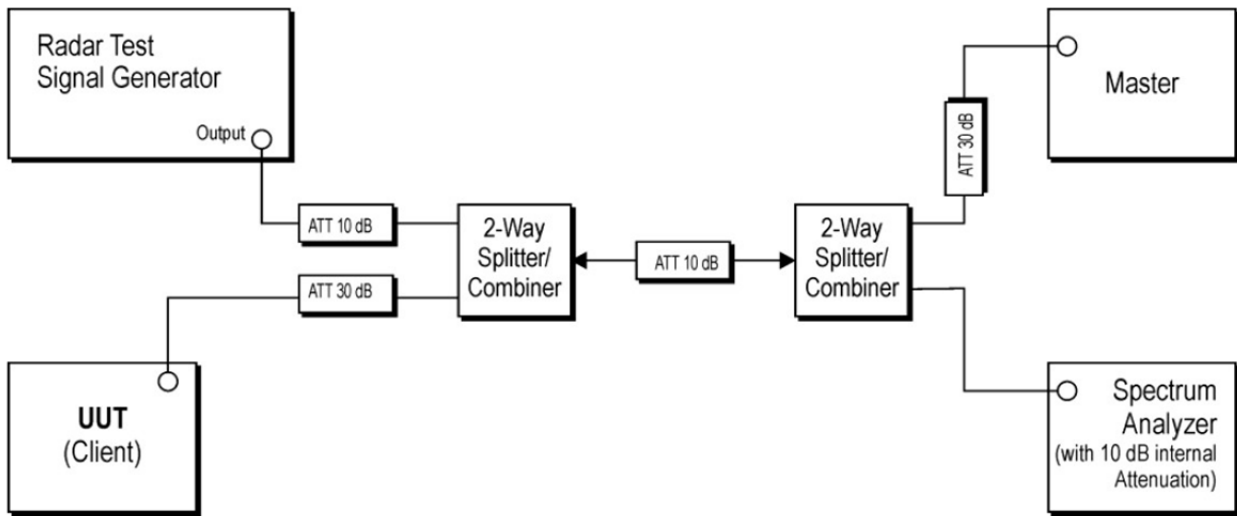 Radar Test
Signal Generator
Output
Master
ATT 30 dB
ATT 10 dB
2-Way
Splitter/
Combiner
ATT 10 dB
2-Way
Splitter/
Combiner
ATT 30 dB
UUT
(Client)
Spectrum
Analyzer
(with 10 dB internal
Attenuation)